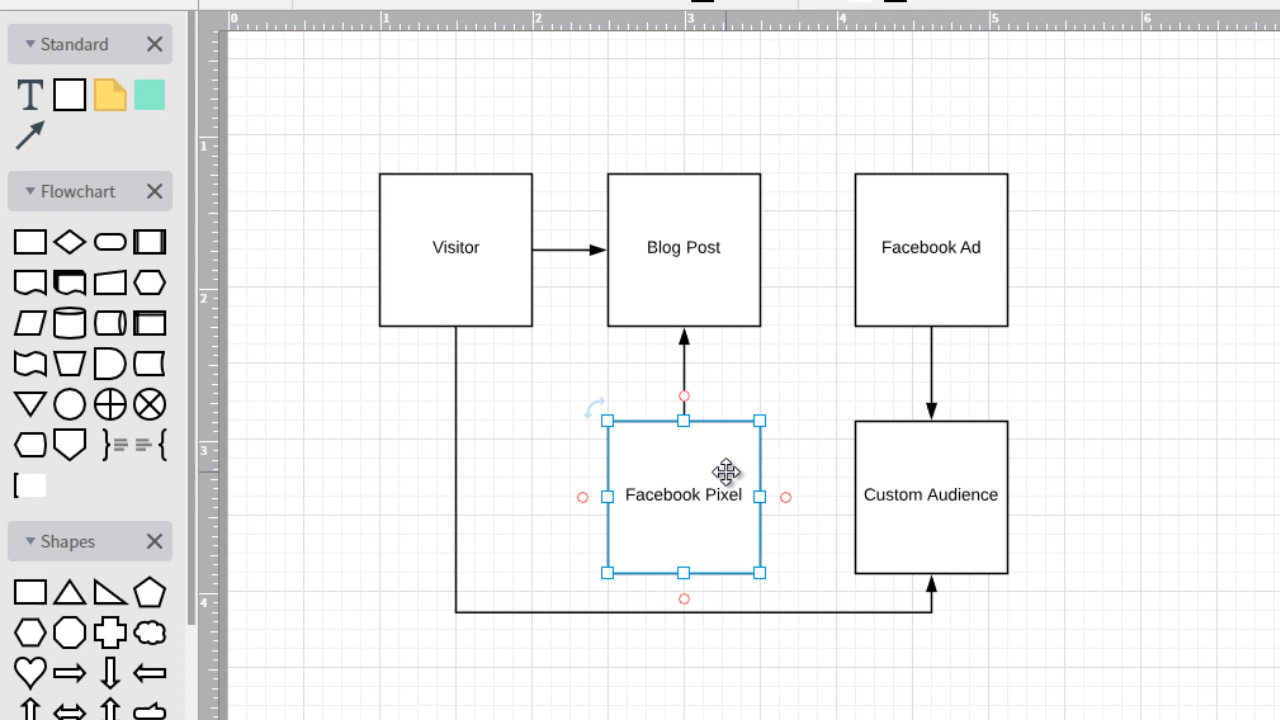 0 1 2 3 4 5 6
Standard
T
1
Flowchart
Visitor
Blog Post
Facebook Ad
2
3
Facebook Pixel
Custom Audience
Shapes
4